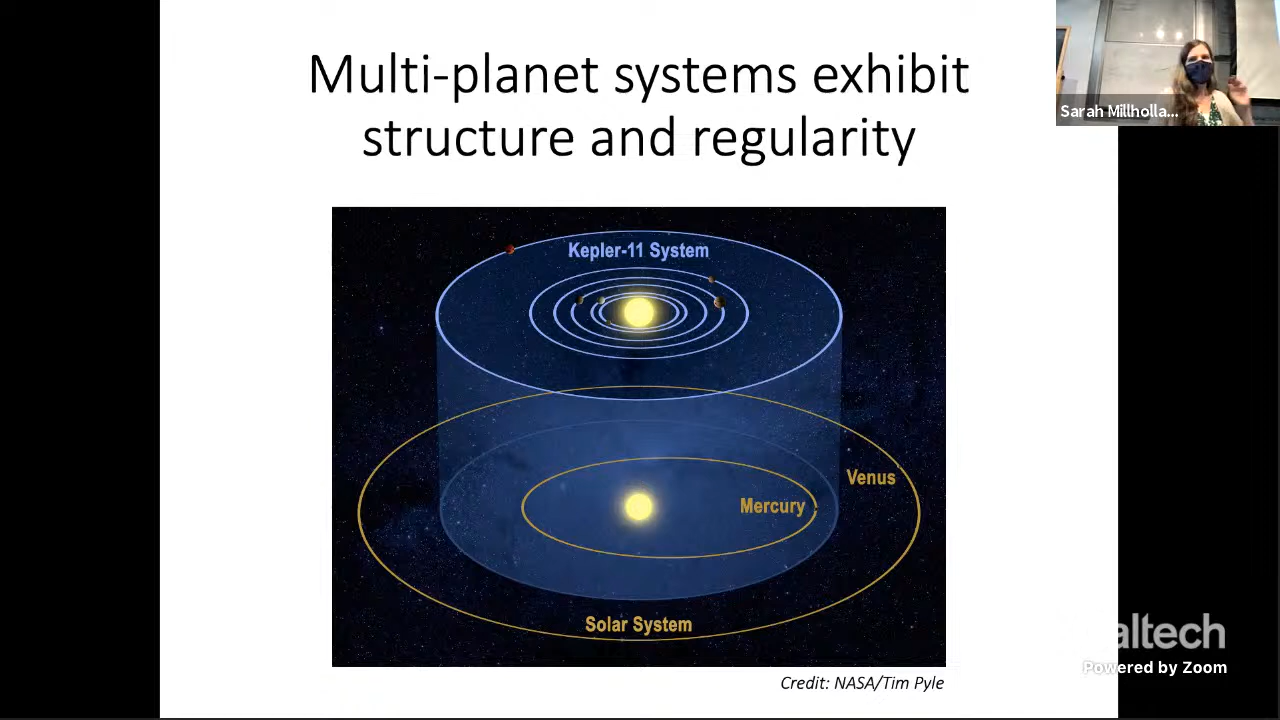 Multi-planet systems exhibit
structure and regularity
Sarah Millholla...
Kepler-11 System
Venus
Mercury
Solar System
altech
Powered by Zoom
Credit: NASA/Tim Pyle